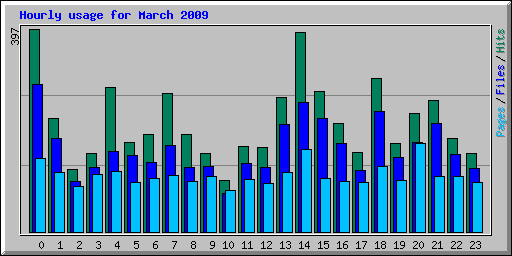 Hourly usage for March 2009
397
Pages / Files / Hits
0 1 2 3 4 5 6 7 8 9 10 11 12 13 14 15 16 17 18 19 20 21 22 23